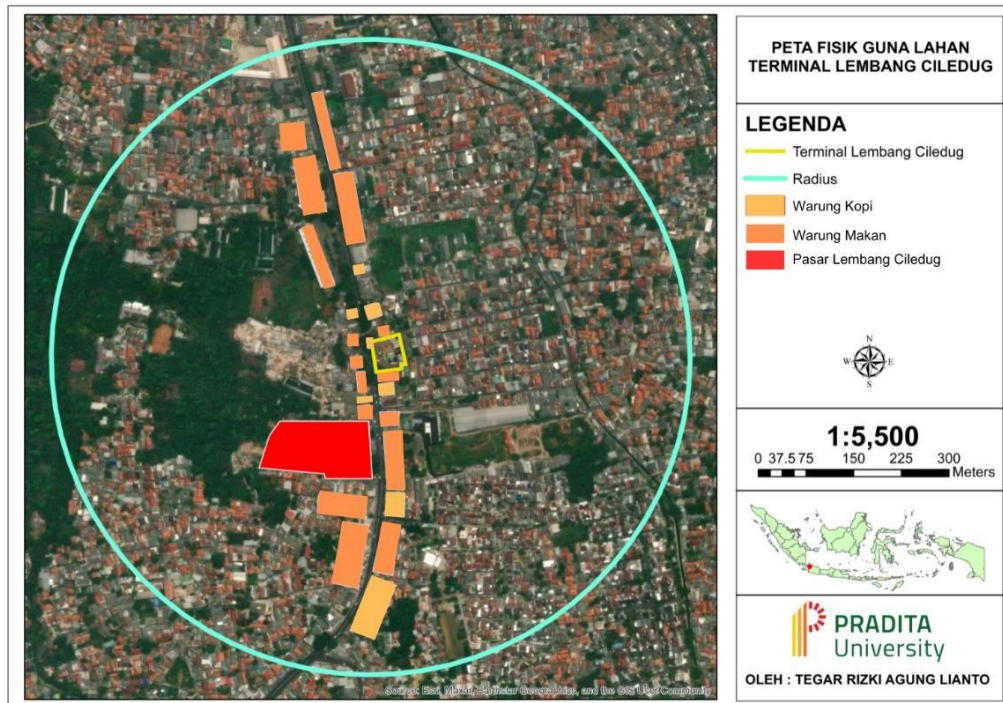 PETA FISIK GUNA LAHAN
TERMINAL LEMBANG CILEDUG
LEGENDA
Terminal Lembang Ciledug
Radius
Warung Kopi
Warung Makan
Pasar Lembang Ciledug
N
W E
S
1:5,500
0 37.5 75 150 225 300
Meters
PRADITA
University
OLEH : TEGAR RIZKI AGUNG LIANTO
Source: Esri, Maxar, Earthstar Geographics, and the GIS User Community